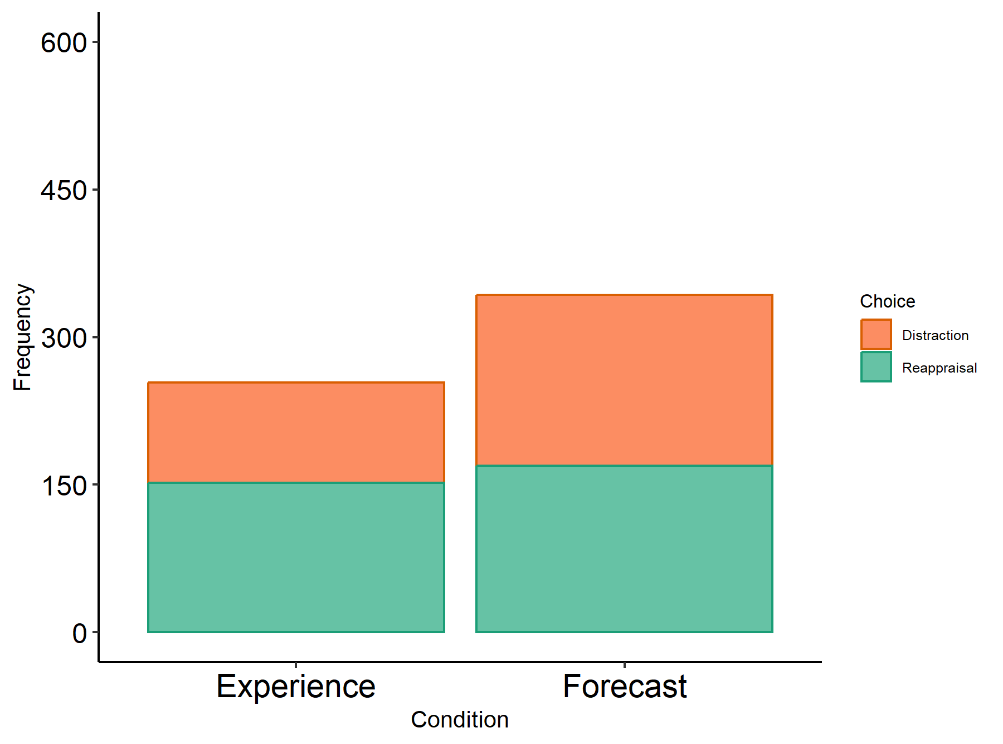 600
450
300
150
0
Frequency
Experience
Forecast
Condition
Choice
Distraction
Reappraisal